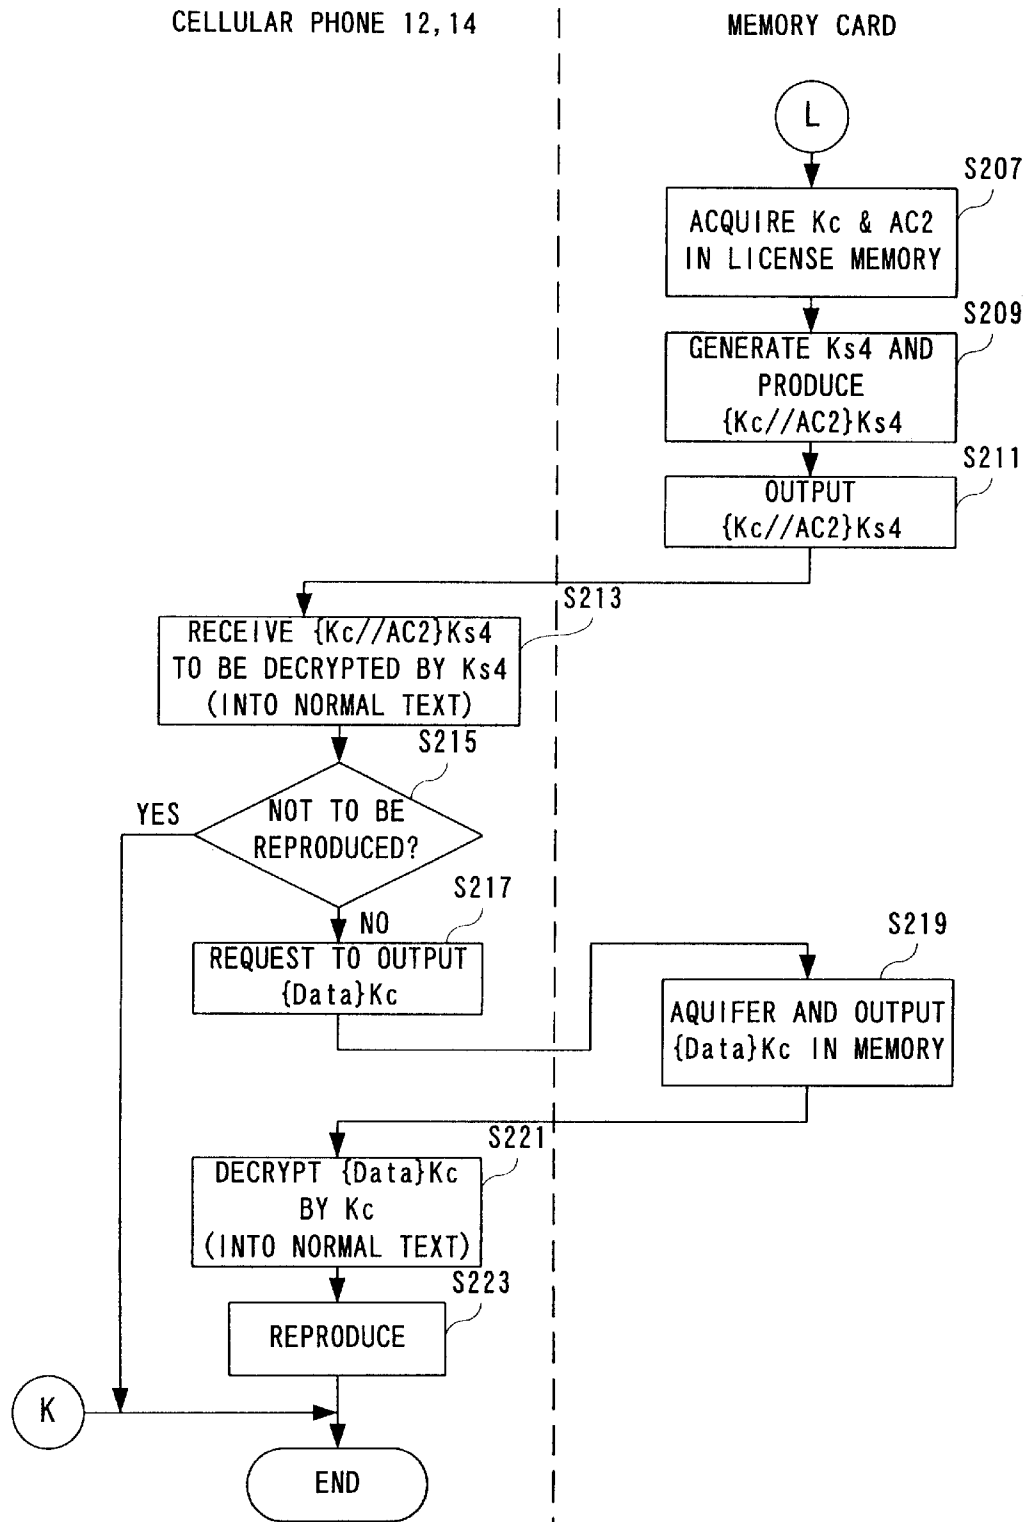 CELLULAR PHONE 12, 14
MEMORY CARD
L
S207
ACQUIRE Kc & AC2
IN LICENSE MEMORY
S209
GENERATE Ks4 AND
PRODUCE
{Kc//AC2}Ks4
S211
OUTPUT
{Kc//AC2}Ks4
S213
RECEIVE {Kc//AC2}Ks4
TO BE DECRYPTED BY Ks4
(INTO NORMAL TEXT)
S215
NOT TO BE
REPRODUCED?
YES
NO
S217
REQUEST TO OUTPUT
{Data}Kc
S219
AQUIFER AND OUTPUT
{Data}Kc IN MEMORY
S221
DECRYPT {Data}Kc
BY Kc
(INTO NORMAL TEXT)
S223
REPRODUCE
K
END